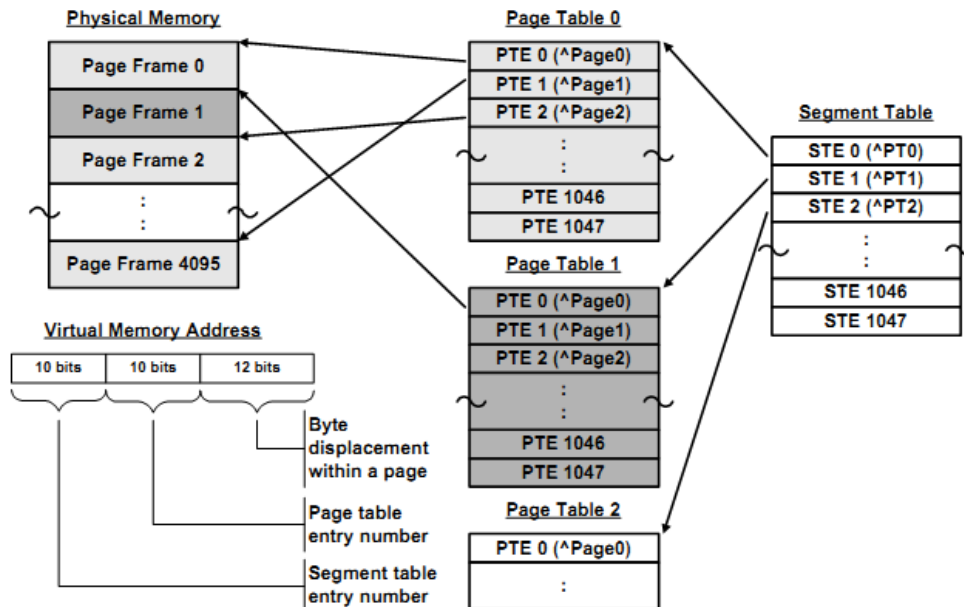 Physical Memory
Page Frame 0
Page Frame 1
Page Frame 2
:
:
Page Frame 4095
Page Table 0
PTE 0 (^Page0)
PTE 1 (^Page1)
PTE 2 (^Page2)
:
:
PTE 1046
PTE 1047
Segment Table
STE 0 (^PT0)
STE 1 (^PT1)
STE 2 (^PT2)
:
:
STE 1046
STE 1047
Page Table 1
PTE 0 (^Page0)
PTE 1 (^Page1)
PTE 2 (^Page2)
:
:
PTE 1046
PTE 1047
Page Table 2
PTE 0 (^Page0)
:
Virtual Memory Address
10 bits 10 bits 12 bits
Byte
displacement
within a page
Page table
entry number
Segment table
entry number